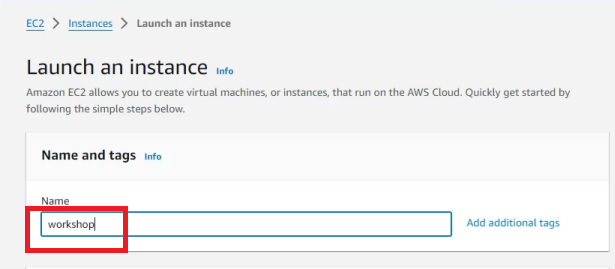 EC2 > Instances > Launch an instance
Launch an instance Info
Amazon EC2 allows you to create virtual machines, or instances, that run on the AWS Cloud. Quickly get started by
following the simple steps below.
Name and tags Info
Name
workshop
Add additional tags